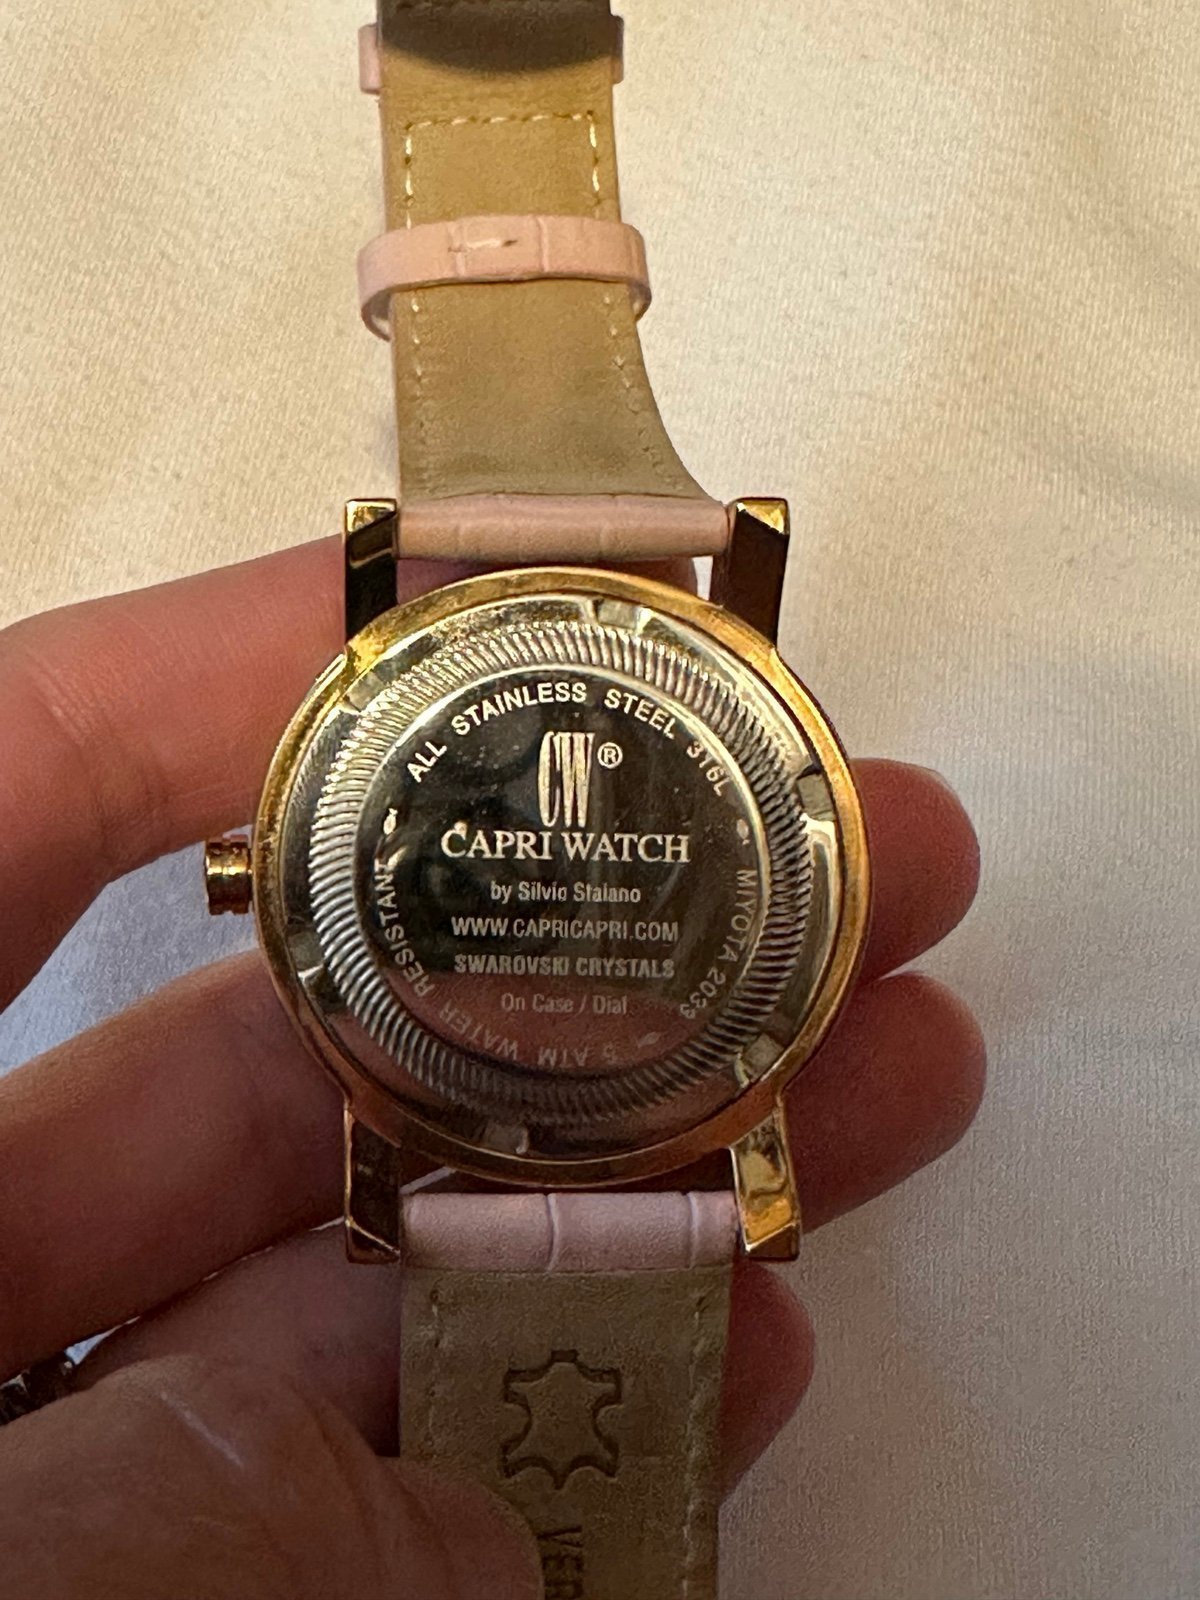 ALL STAINLESS STEEL 316L
CW®
CAPRI WATCH
by Silvio Staiano
WWW.CAPRICAPRI.COM
SWAROVSKI CRYSTALS
On Case / Dial
MIYOTA 2033
5 ATM WATER RESISTANT
VER